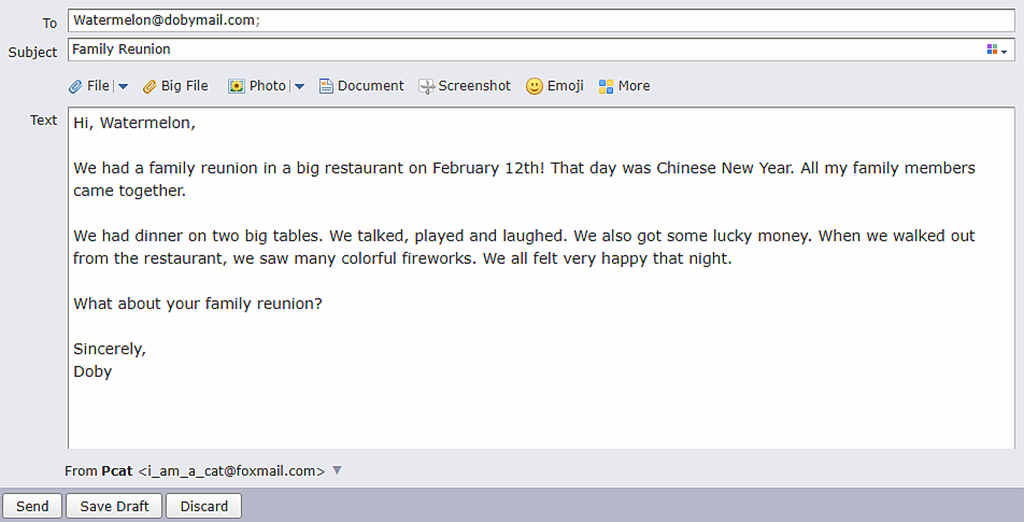 To Watermelon@dobymail.com;
Subject Family Reunion
File Big File Photo Document Screenshot Emoji More
Text
Hi, Watermelon,
We had a family reunion in a big restaurant on February 12th! That day was Chinese New Year. All my family members
came together.
We had dinner on two big tables. We talked, played and laughed. We also got some lucky money. When we walked out
from the restaurant, we saw many colorful fireworks. We all felt very happy that night.
What about your family reunion?
Sincerely,
Doby
From Pcat <i_am_a_cat@foxmail.com>
Send Save Draft Discard